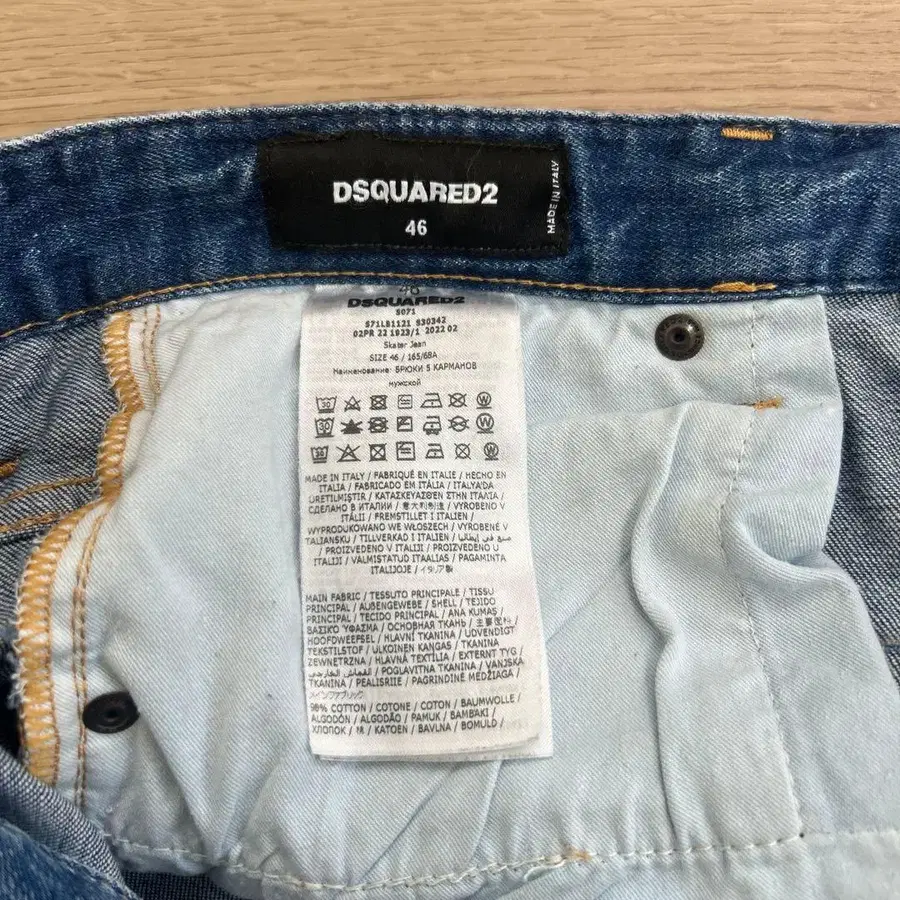 DSQUARED2
46
MADE IN ITALY
46
DSQUARED2
S071
S71LB1121 S30342
02PR 22 1923/1 2022 02
Skater Jean
SIZE 46 / 165/68A
Наименование: БРЮКИ 5 КАРМАНОВ
мужской
MADE IN ITALY / FABRIQUÉ EN ITALIE / HECHO EN
ITALIA / FABRICADO EM ITÁLIA / ITALYA'DA
ÜRETILMIŞTIR / ΚΑΤΑΣΚΕΥΑΣΘΕΝ ΣΤΗΝ ΙΤΑΛΙΑ /
СДЕЛАНО В ИТАЛИИ / 意大利制造 / VYROBENO V
ITÁLII / FREMSTILLET I ITALIEN /
WYPRODUKOWANO WE WŁOSZECH / VYROBENÉ V
TALIANSKU / TILLVERKAD I ITALIEN / صنع في إيطاليا
/ PROIZVEDENO V ITALIJI / PROIZVEDENO U
ITALIJI / VALMISTATUD ITAALIAS / PAGAMINTA
ITALIJOJE / イタリア製
MAIN FABRIC / TESSUTO PRINCIPALE / TISSU
PRINCIPAL / AUßENGEWEBE / SHELL / TEJIDO
PRINCIPAL / TECIDO PRINCIPAL / ANA KUMAŞ /
ΒΑΣΙΚΟ ΥΦΑΣΜΑ / ОСНОВНАЯ ТКАНЬ / 主要面料
HOOFDWEEFSEL / HLAVNÍ TKANINA / UDVENDIGT
TEKSTILSTOF / ULKOINEN KANGAS / TKANINA
ZEWNĘTRZNA / HLAVNÁ TEXTÍLIA / EXTERNT TYG /
القماش الخارجي / POGLAVITNA TKANINA / VANJSKA
TKANINA / PEALISRIIE / PAGRINDINĖ MEDŽIAGA /
メインファブリック
98% COTTON / COTONE / COTON / BAUMWOLLE /
ALGODÓN / ALGODÃO / PAMUK / ΒΑΜΒΑΚΙ /
ХЛОПОК / 棉 / KATOEN / BAVLNA / BOMULD /